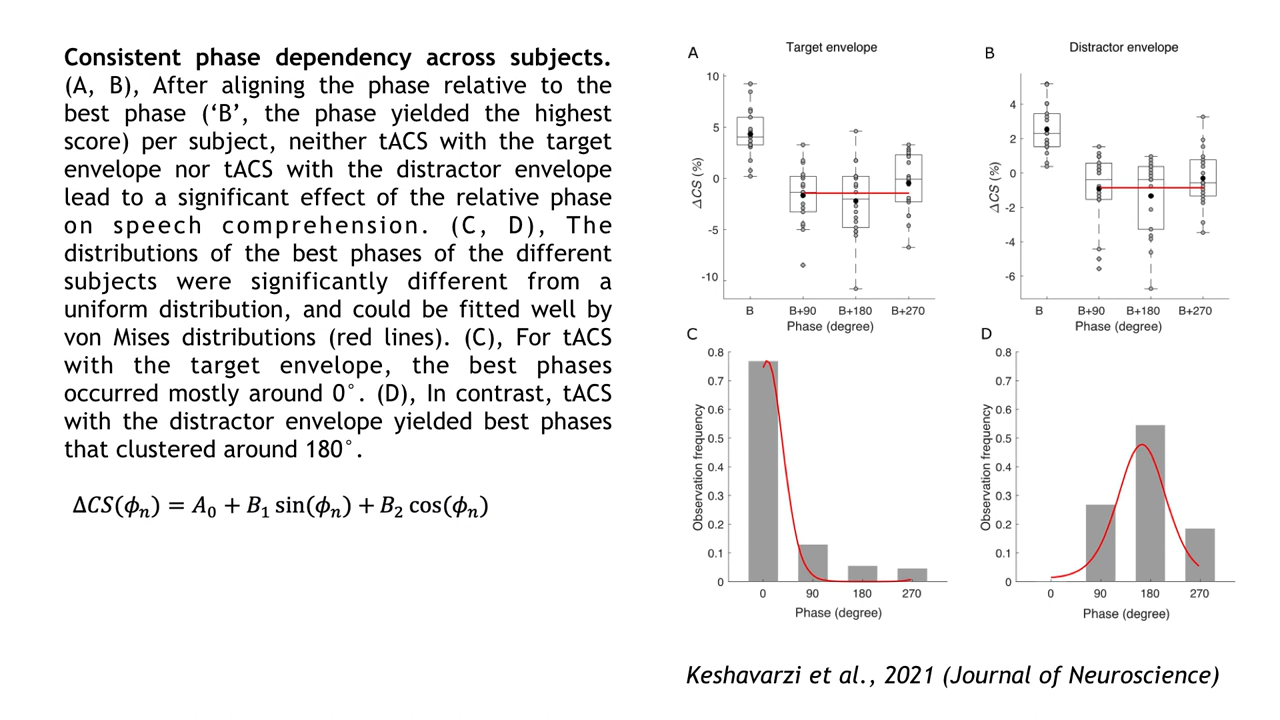 Consistent phase dependency across subjects.
(A, B), After aligning the phase relative to the
best phase (‘B’, the phase yielded the highest
score) per subject, neither tACS with the target
envelope nor tACS with the distractor envelope
lead to a significant effect of the relative phase
on speech comprehension. (C, D), The
distributions of the best phases of the different
subjects were significantly different from a
uniform distribution, and could be fitted well by
von Mises distributions (red lines). (C), For tACS
with the target envelope, the best phases
occurred mostly around 0°. (D), In contrast, tACS
with the distractor envelope yielded best phases
that clustered around 180°.
ΔCS(ϕₙ) = A₀ + B₁ sin(ϕₙ) + B₂ cos(ϕₙ)
A
Target envelope
ΔCS (%)
10
5
0
-5
-10
B B+90 B+180 B+270
Phase (degree)
B
Distractor envelope
ΔCS (%)
4
2
0
-2
-4
-6
B B+90 B+180 B+270
Phase (degree)
C
Observation frequency
0.8
0.7
0.6
0.5
0.4
0.3
0.2
0.1
0
0 90 180 270
Phase (degree)
D
Observation frequency
0.8
0.7
0.6
0.5
0.4
0.3
0.2
0.1
0
0 90 180 270
Phase (degree)
Keshavarzi et al., 2021 (Journal of Neuroscience)